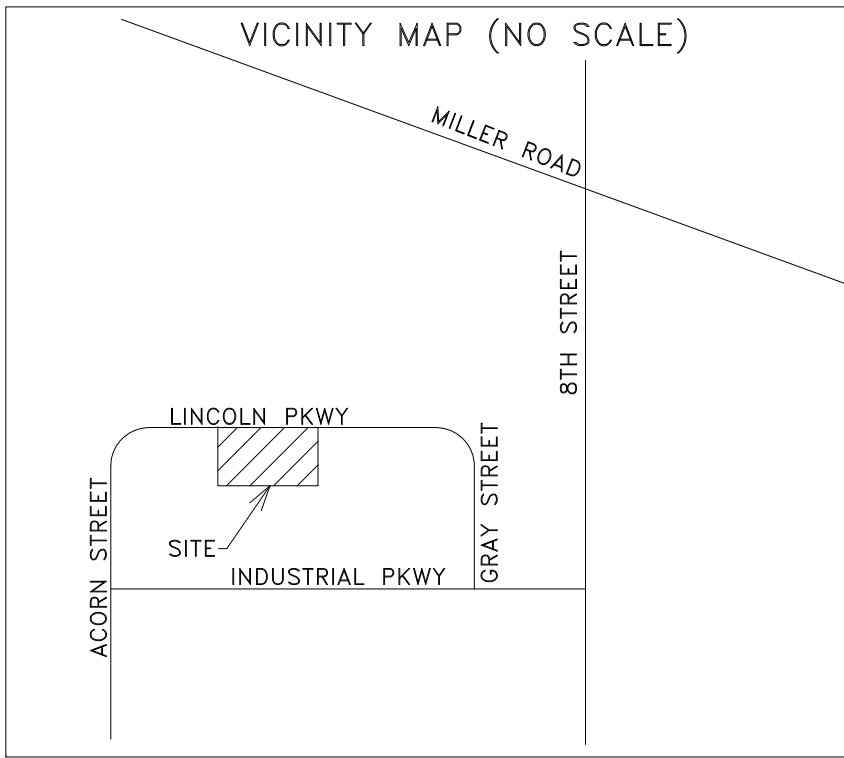 VICINITY MAP (NO SCALE)
MILLER ROAD
8TH STREET
LINCOLN PKWY
GRAY STREET
ACORN STREET
SITE
INDUSTRIAL PKWY